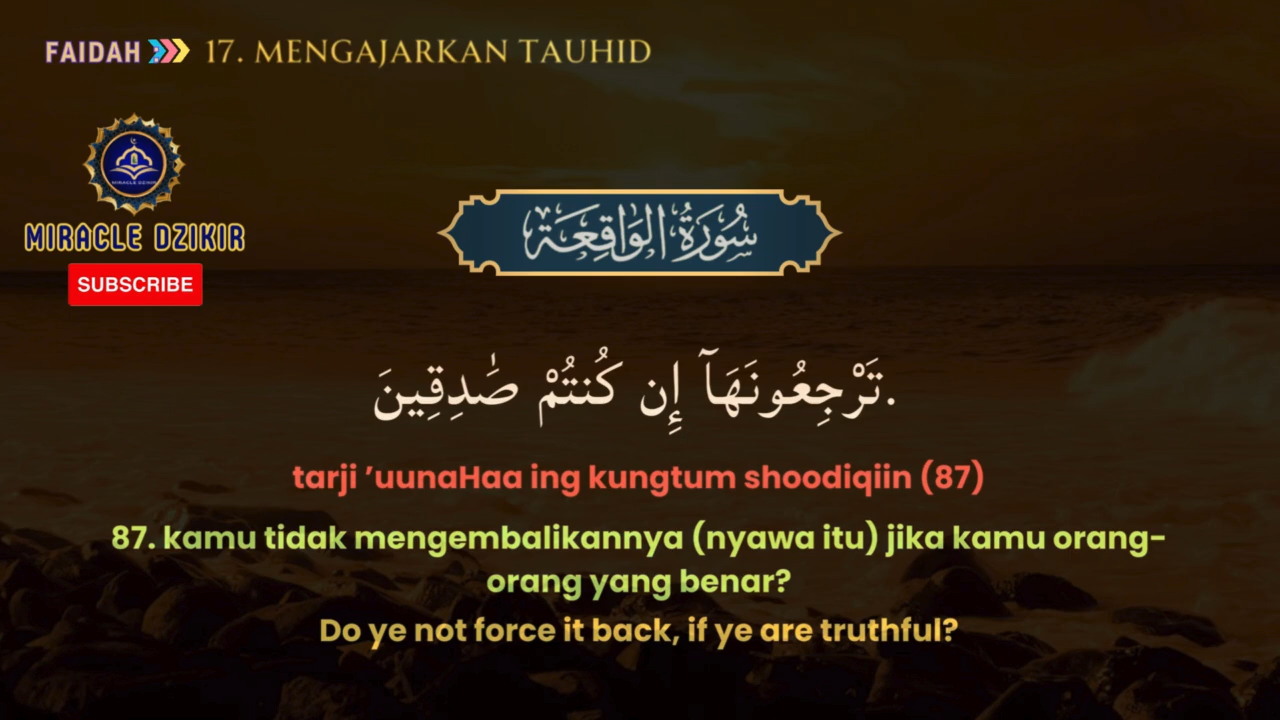 FAIDAH 17. MENGAJARKAN TAUHID
MIRACLE DZIKIR
MIRACLE DZIKIR
SUBSCRIBE
سُورَةُ الوَاقِعَة
تَرْجِعُونَهَآ إِن كُنتُمْ صَٰدِقِينَ.
tarji ’uunaHaa ing kungtum shoodiqiin (87)
87. kamu tidak mengembalikannya (nyawa itu) jika kamu orang-
orang yang benar?
Do ye not force it back, if ye are truthful?